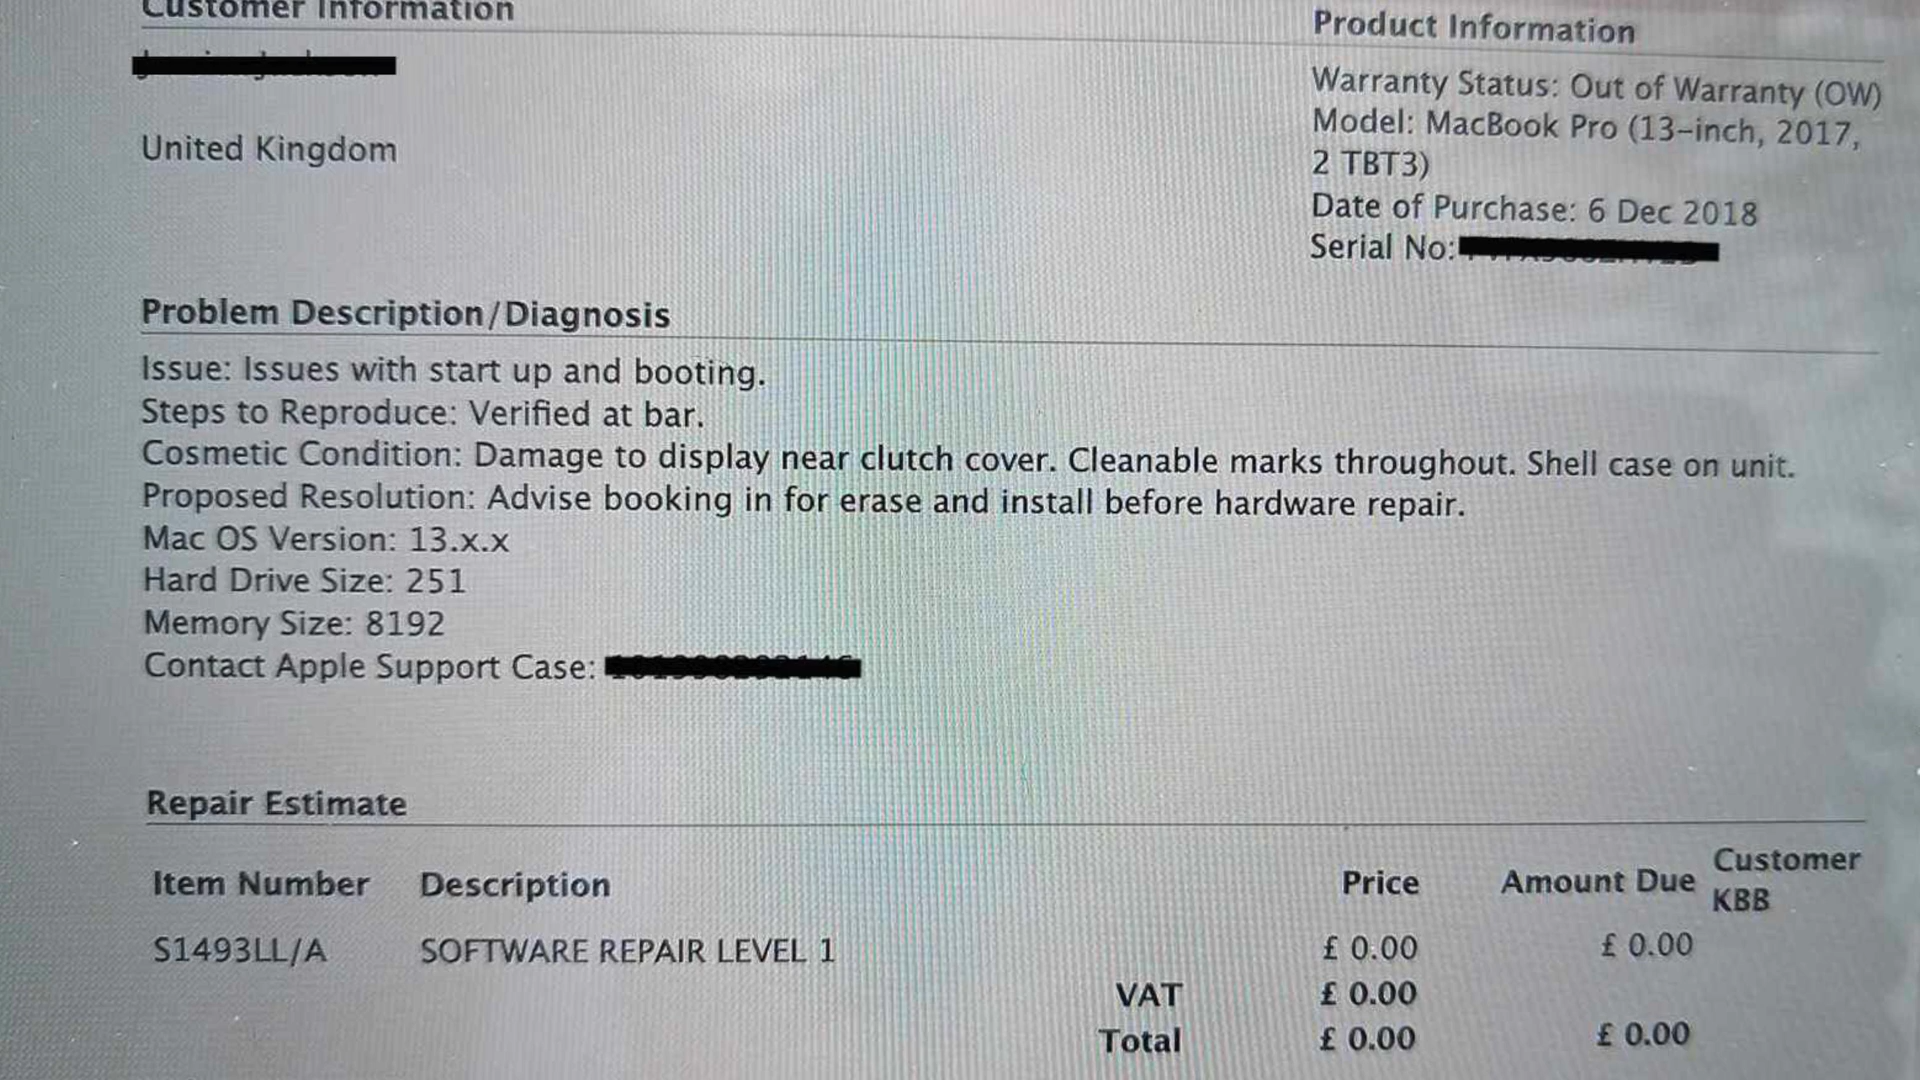 Customer Information
Product Information
Warranty Status: Out of Warranty (OW)
Model: MacBook Pro (13-inch, 2017,
2 TBT3)
Date of Purchase: 6 Dec 2018
Serial No:
United Kingdom
Problem Description/Diagnosis
Issue: Issues with start up and booting.
Steps to Reproduce: Verified at bar.
Cosmetic Condition: Damage to display near clutch cover. Cleanable marks throughout. Shell case on unit.
Proposed Resolution: Advise booking in for erase and install before hardware repair.
Mac OS Version: 13.x.x
Hard Drive Size: 251
Memory Size: 8192
Contact Apple Support Case:
Repair Estimate
Item Number Description Price Amount Due Customer KBB
S1493LL/A SOFTWARE REPAIR LEVEL 1 £ 0.00 £ 0.00
VAT £ 0.00
Total £ 0.00 £ 0.00